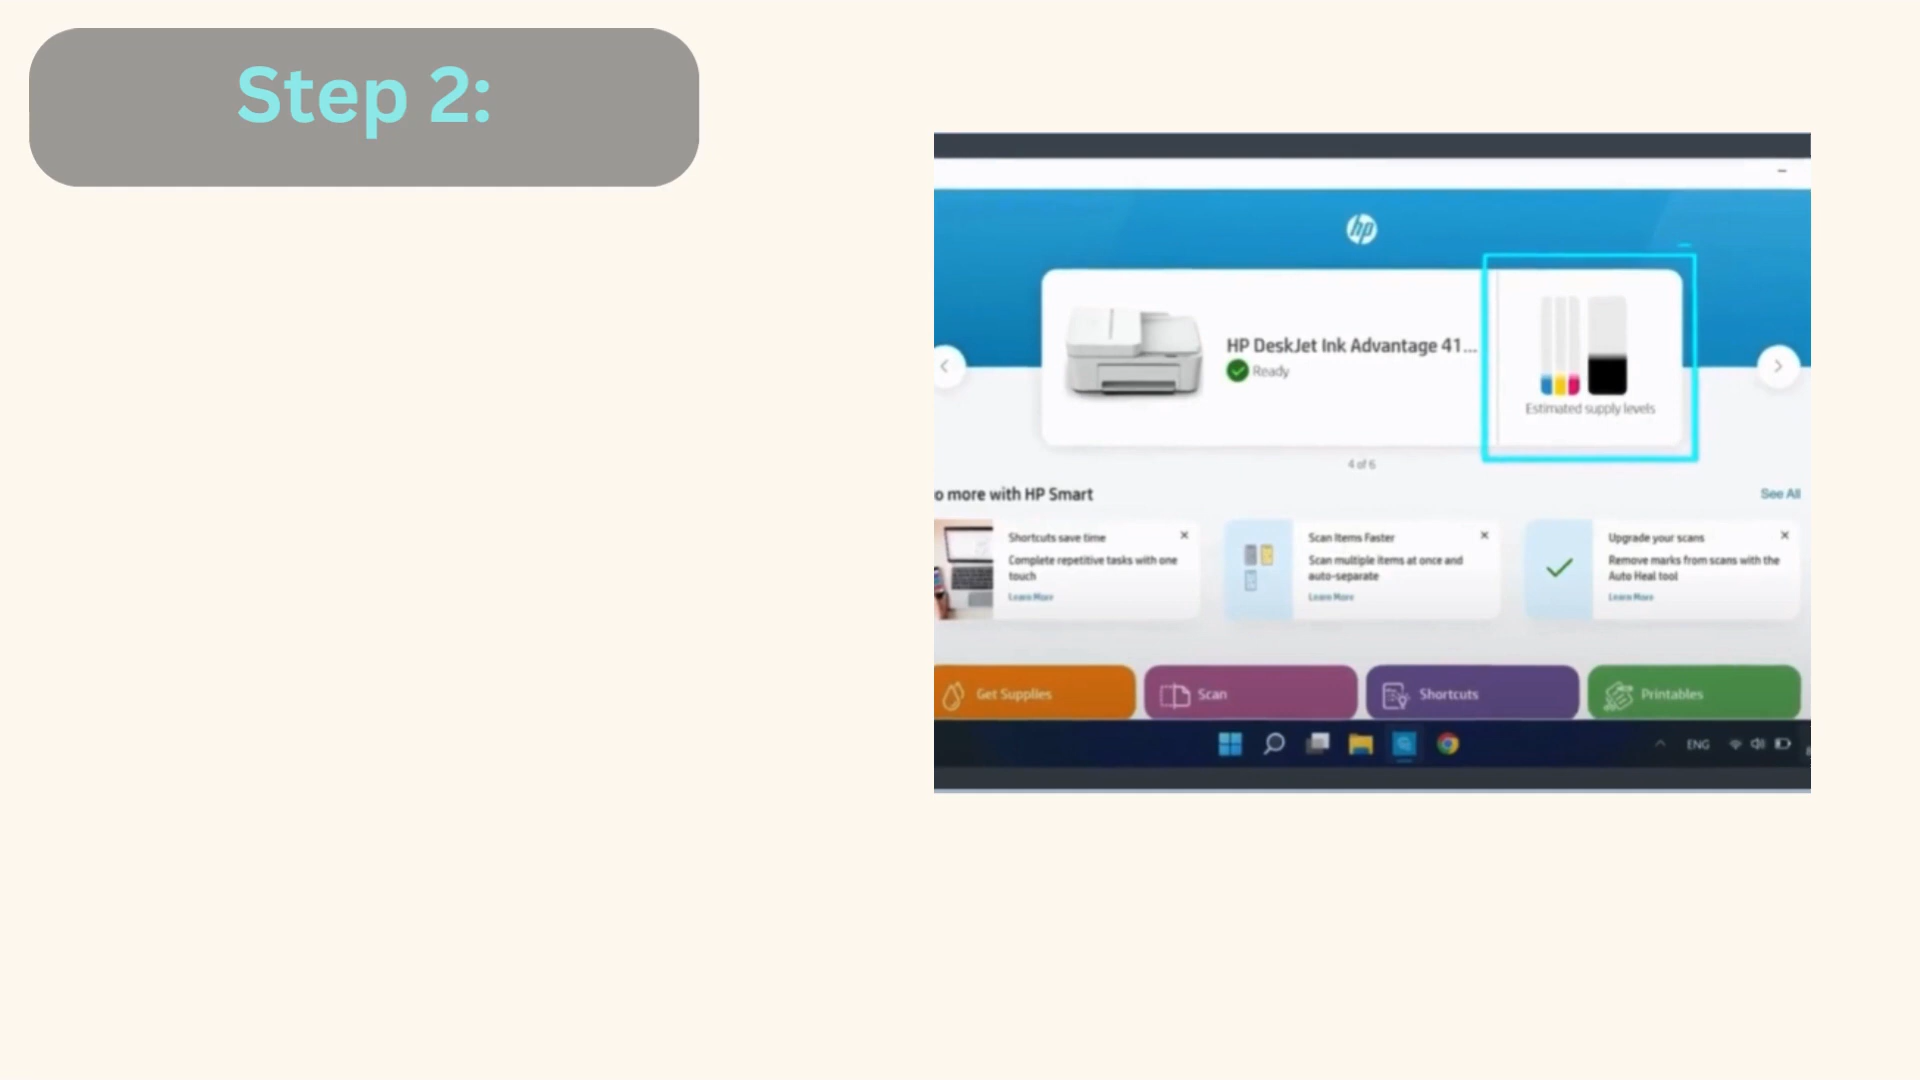 Step 2:
hp
HP DeskJet Ink Advantage 41...
Ready
Estimated supply levels
4 of 6
o more with HP Smart
See All
Shortcuts save time
Complete repetitive tasks with one
touch
Learn More
Scan Items Faster
Scan multiple items at once and
auto-separate
Learn More
Upgrade your scans
Remove marks from scans with the
Auto Heal tool
Learn More
Get Supplies
Scan
Shortcuts
Printables
ENG